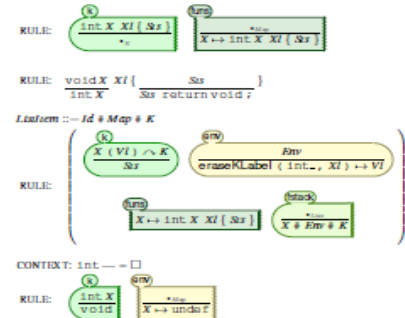 k funs
RULE: int X Xl { Sts } •Map
•K X ↦ int X Xl { Sts }
RULE: void X Xl { Sts }
int X Sts return void ;
ListItem ::= Id # Map # K
k env
X ( Vl ) ↷ K Env
Sts eraseKLabel ( int_, Xl ) ↦ Vl
RULE:
funs fstack
X ↦ int X Xl { Sts } •List
X # Env # K
CONTEXT: int — = □
k env
RULE: int X •Map
void X ↦ undef